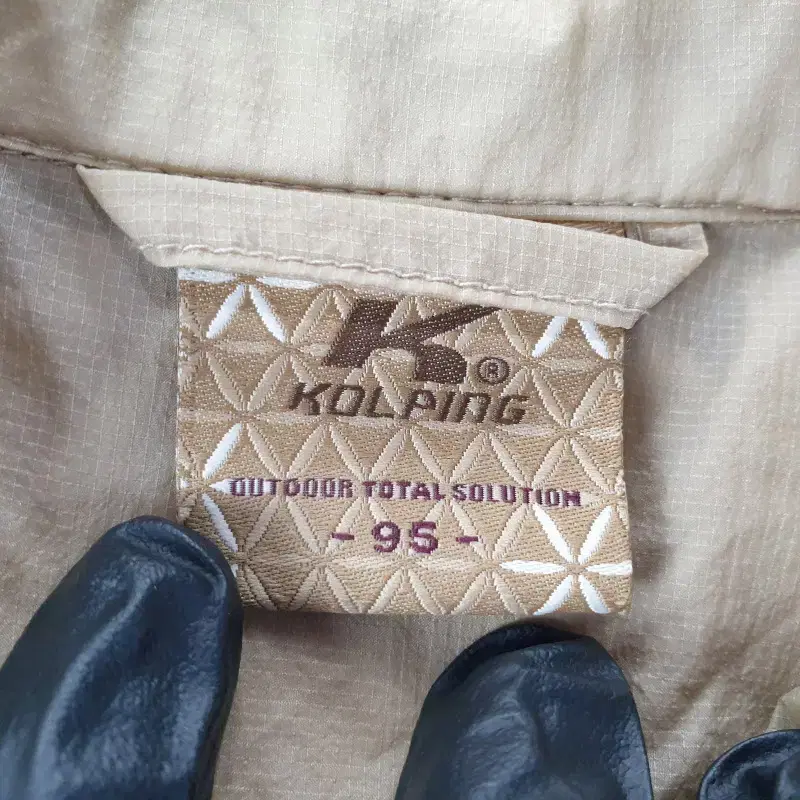 K®
KOLPING
OUTDOOR TOTAL SOLUTION
- 95 -